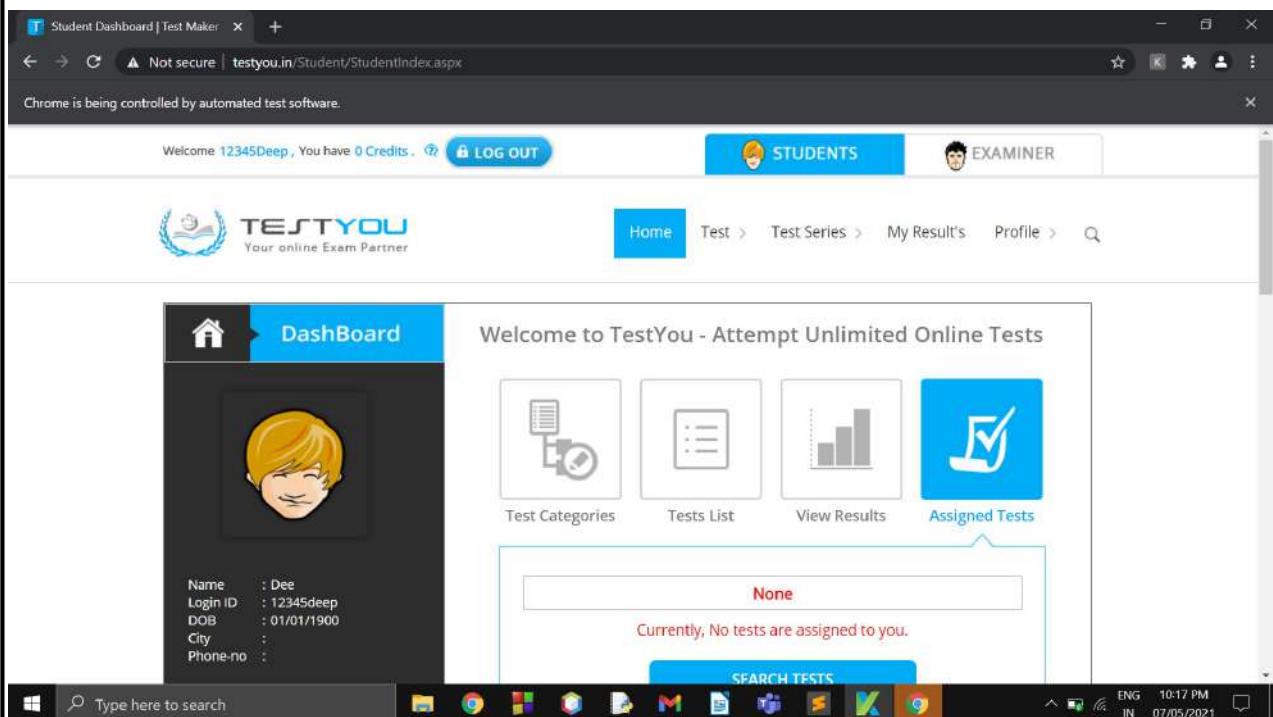 Student Dashboard | Test Maker
Not secure | testyou.in/Student/StudentIndex.aspx
Chrome is being controlled by automated test software.
Welcome 12345Deep , You have 0 Credits .
LOG OUT
STUDENTS
EXAMINER
TESTYOU
Your online Exam Partner
Home
Test >
Test Series >
My Result's
Profile >
DashBoard
Welcome to TestYou - Attempt Unlimited Online Tests
Test Categories
Tests List
View Results
Assigned Tests
Name : Dee
Login ID : 12345deep
DOB : 01/01/1900
City :
Phone-no :
None
Currently, No tests are assigned to you.
SEARCH TESTS
Type here to search
ENG
IN
10:17 PM
07/05/2021